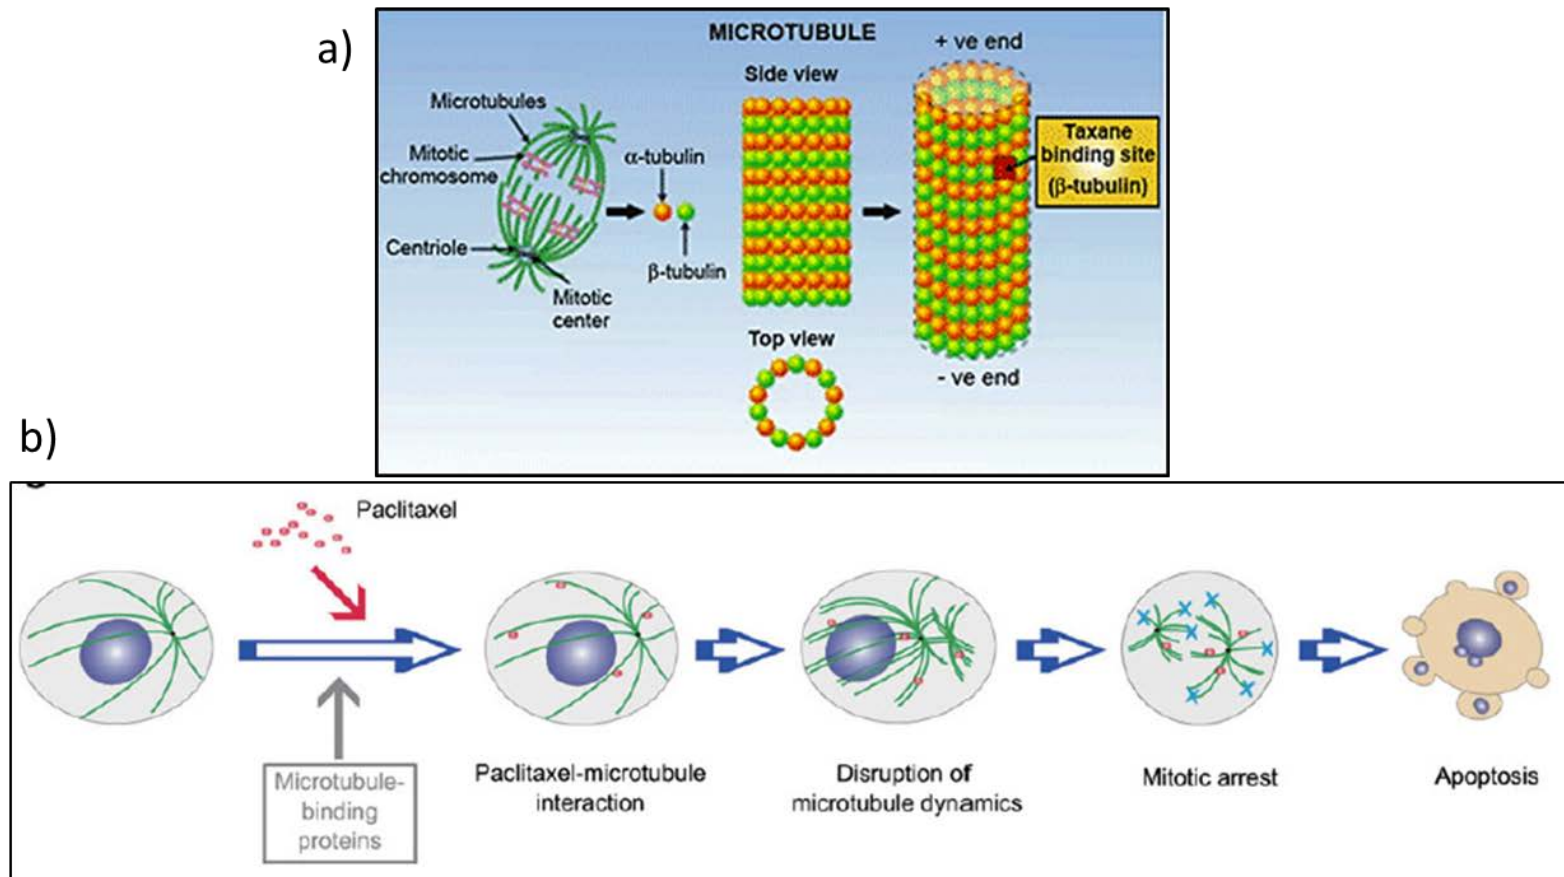 a)
MICROTUBULE
+ ve end
Side view
Microtubules
Mitotic
chromosome
α-tubulin
Taxane
binding site
(β-tubulin)
Centriole
β-tubulin
Mitotic
center
Top view
- ve end
b)
Paclitaxel
Microtubule-
binding
proteins
Paclitaxel-microtubule
interaction
Disruption of
microtubule dynamics
Mitotic arrest
Apoptosis